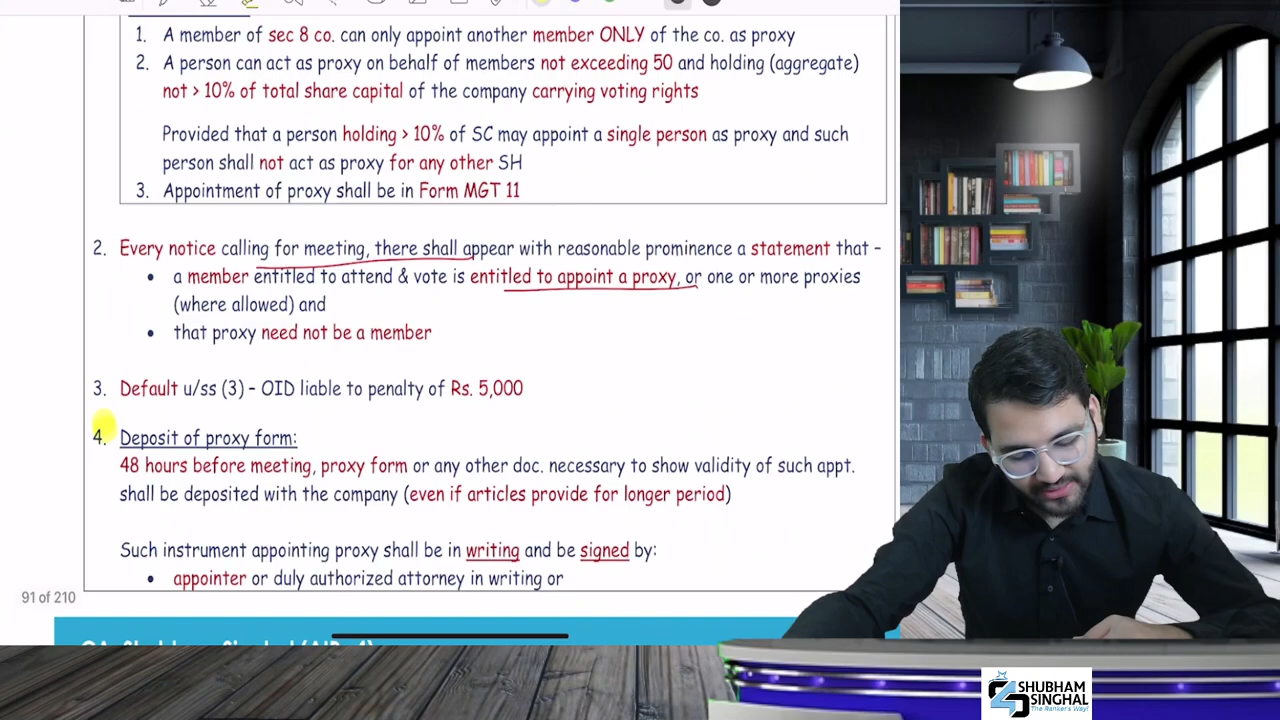 1. A member of sec 8 co. can only appoint another member ONLY of the co. as proxy
2. A person can act as proxy on behalf of members not exceeding 50 and holding (aggregate)
not > 10% of total share capital of the company carrying voting rights
Provided that a person holding > 10% of SC may appoint a single person as proxy and such
person shall not act as proxy for any other SH
3. Appointment of proxy shall be in Form MGT 11
2. Every notice calling for meeting, there shall appear with reasonable prominence a statement that –
• a member entitled to attend & vote is entitled to appoint a proxy, or one or more proxies
(where allowed) and
• that proxy need not be a member
3. Default u/ss (3) – OID liable to penalty of Rs. 5,000
4. Deposit of proxy form:
48 hours before meeting, proxy form or any other doc. necessary to show validity of such appt.
shall be deposited with the company (even if articles provide for longer period)
Such instrument appointing proxy shall be in writing and be signed by:
• appointer or duly authorized attorney in writing or
91 of 210
SHUBHAM
SINGHAL
The Ranker's Way!